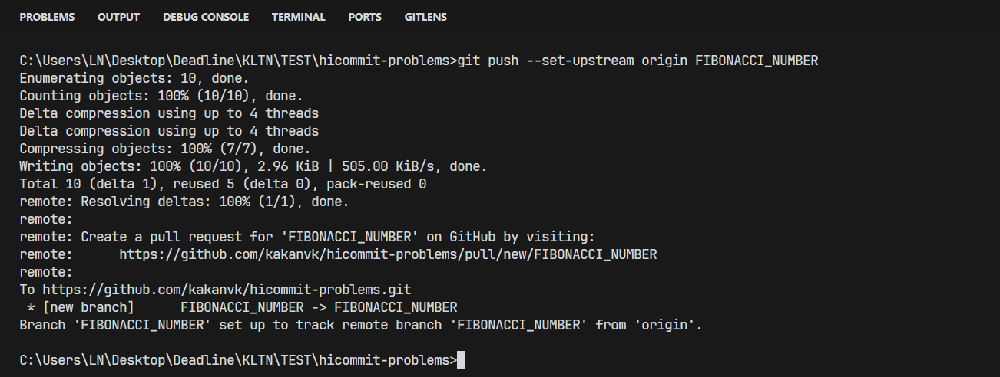 PROBLEMS OUTPUT DEBUG CONSOLE TERMINAL PORTS GITLENS
C:\Users\LN\Desktop\Deadline\KLTN\TEST\hicommit-problems>git push --set-upstream origin FIBONACCI_NUMBER
Enumerating objects: 10, done.
Counting objects: 100% (10/10), done.
Delta compression using up to 4 threads
Delta compression using up to 4 threads
Compressing objects: 100% (7/7), done.
Writing objects: 100% (10/10), 2.96 KiB | 505.00 KiB/s, done.
Total 10 (delta 1), reused 5 (delta 0), pack-reused 0
remote: Resolving deltas: 100% (1/1), done.
remote:
remote: Create a pull request for 'FIBONACCI_NUMBER' on GitHub by visiting:
remote:      https://github.com/kakanvk/hicommit-problems/pull/new/FIBONACCI_NUMBER
remote:
To https://github.com/kakanvk/hicommit-problems.git
 * [new branch]      FIBONACCI_NUMBER -> FIBONACCI_NUMBER
Branch 'FIBONACCI_NUMBER' set up to track remote branch 'FIBONACCI_NUMBER' from 'origin'.
C:\Users\LN\Desktop\Deadline\KLTN\TEST\hicommit-problems>